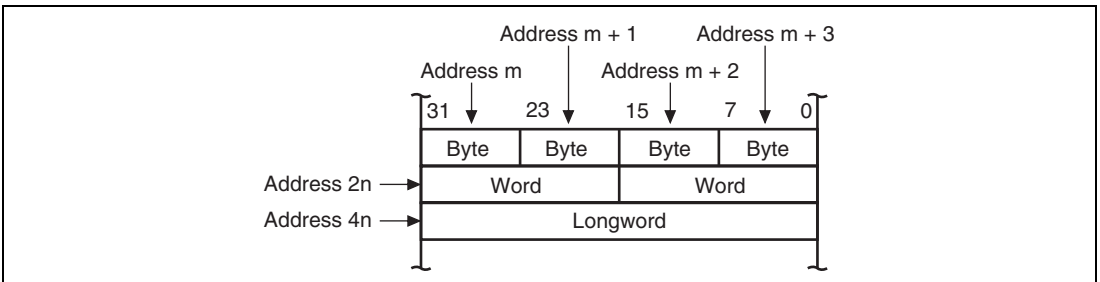 Address m + 1 Address m + 3
Address m Address m + 2
31 23 15 7 0
Byte Byte Byte Byte
Address 2n Word Word
Address 4n Longword